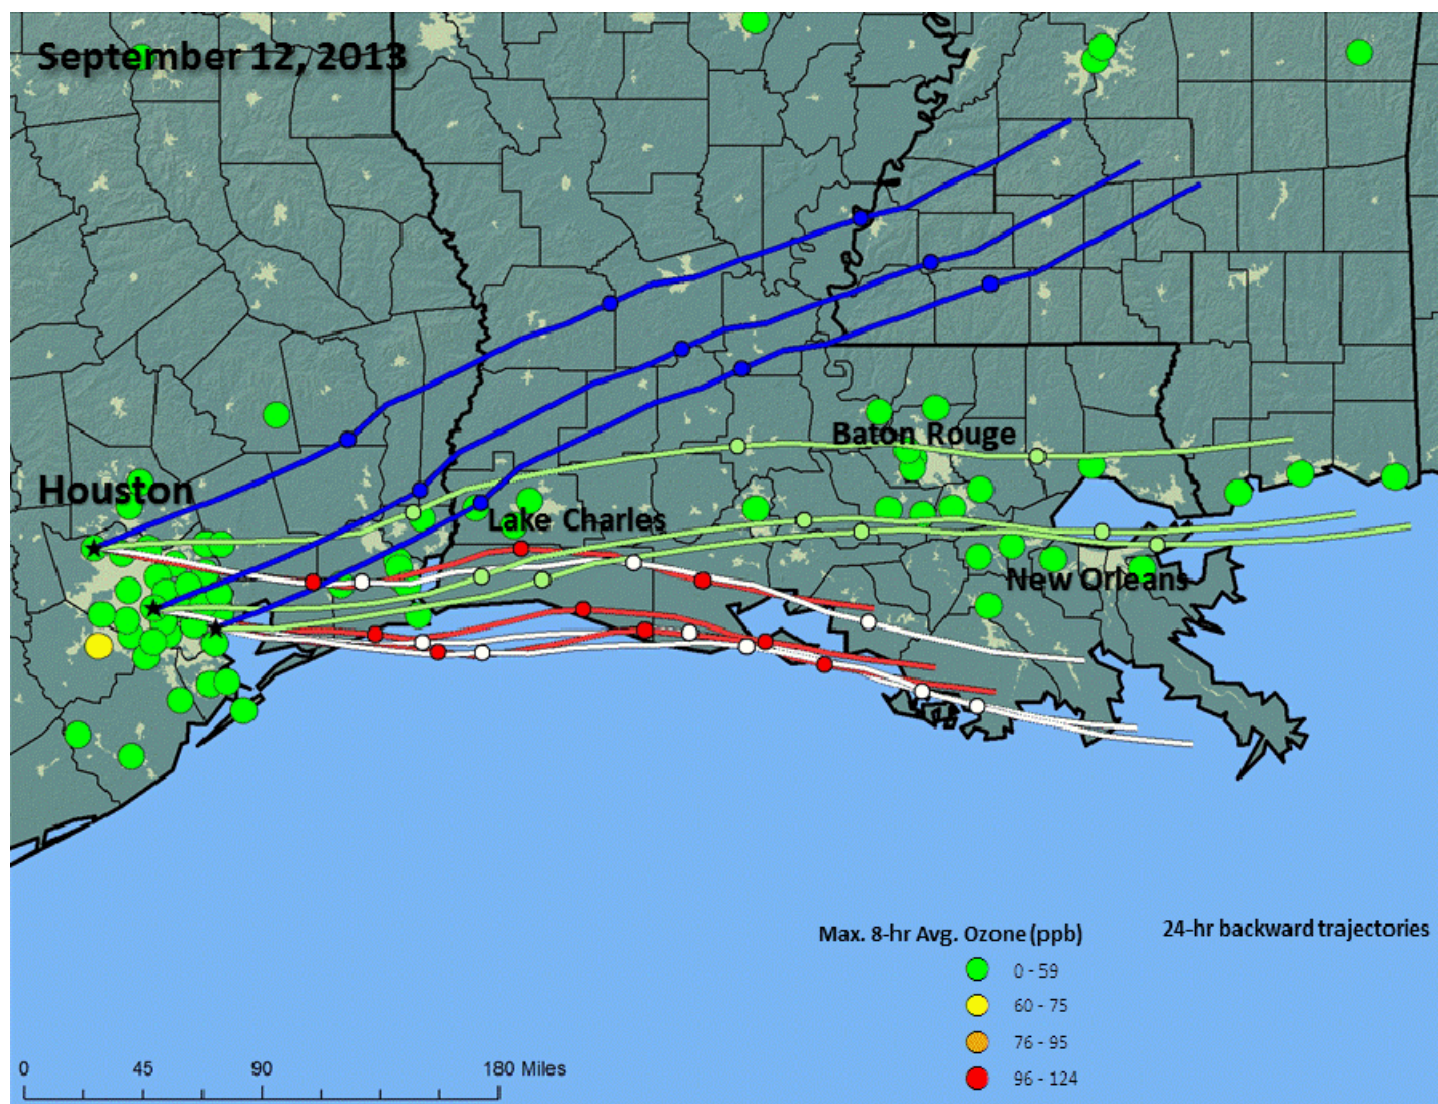 September 12, 2013
Baton Rouge
Houston
Lake Charles
New Orleans
Max. 8-hr Avg. Ozone (ppb)
24-hr backward trajectories
0 - 59
60 - 75
76 - 95
96 - 124
0 45 90 180 Miles